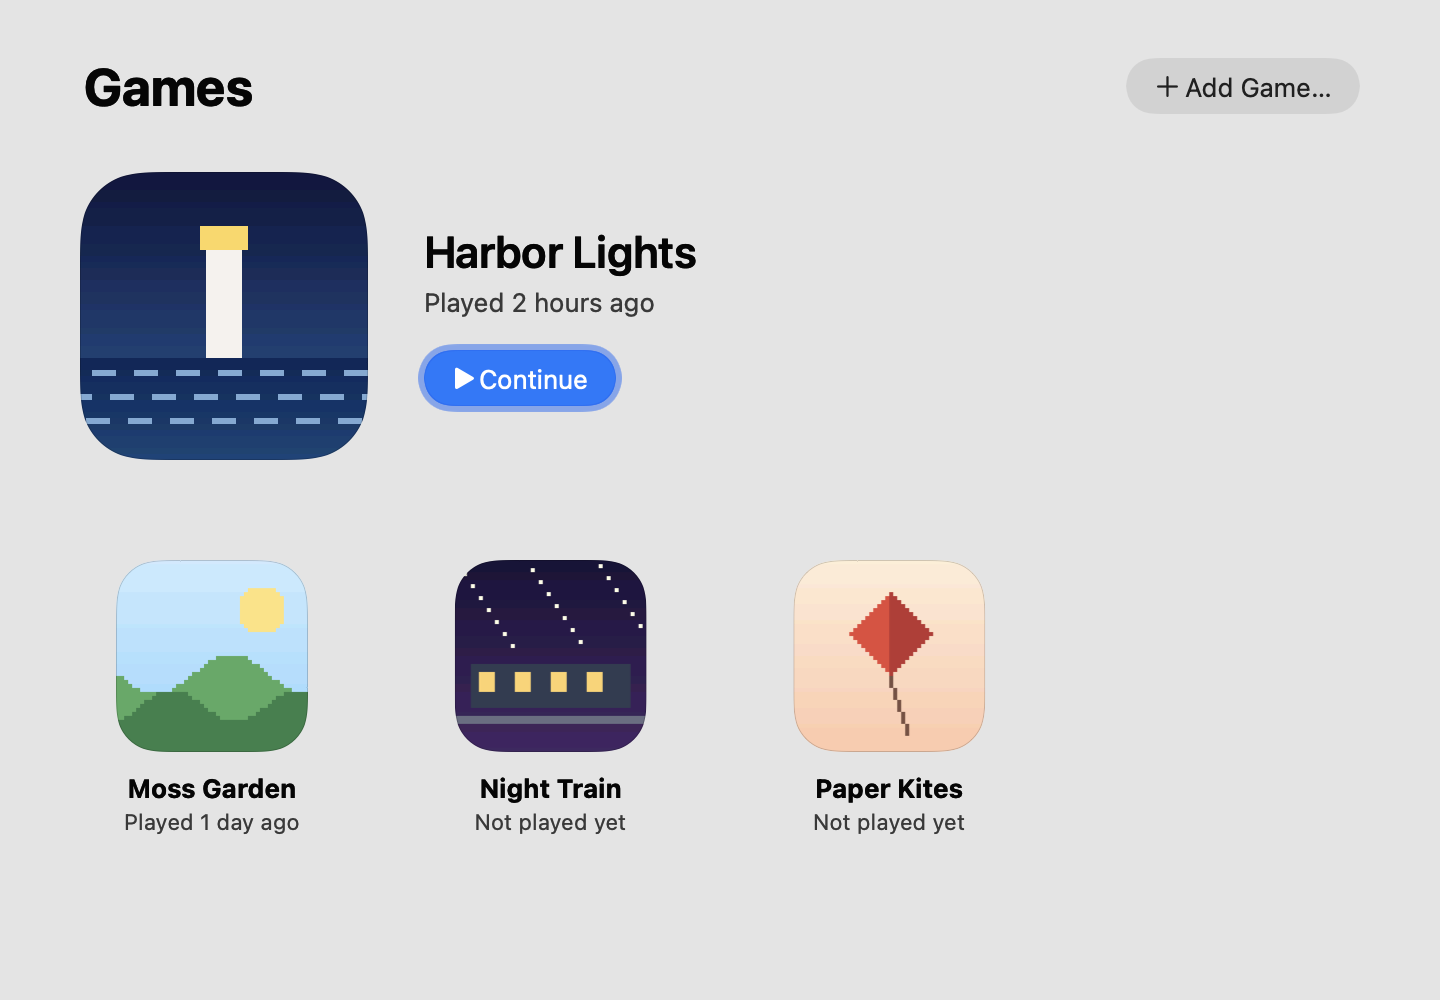 Games
+ Add Game...
Harbor Lights
Played 2 hours ago
Continue
Moss Garden
Played 1 day ago
Night Train
Not played yet
Paper Kites
Not played yet